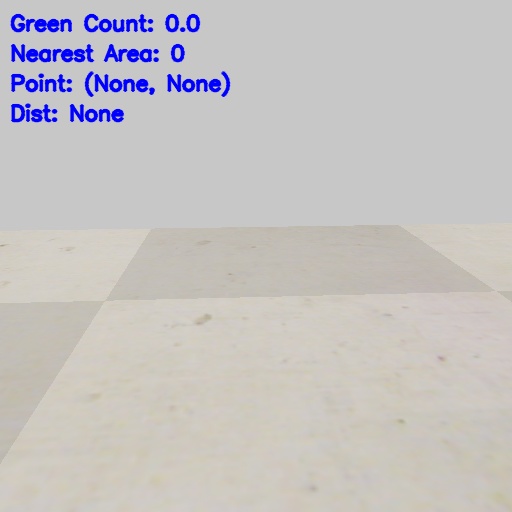 Green Count: 0.0
Nearest Area: 0
Point: (None, None)
Dist: None